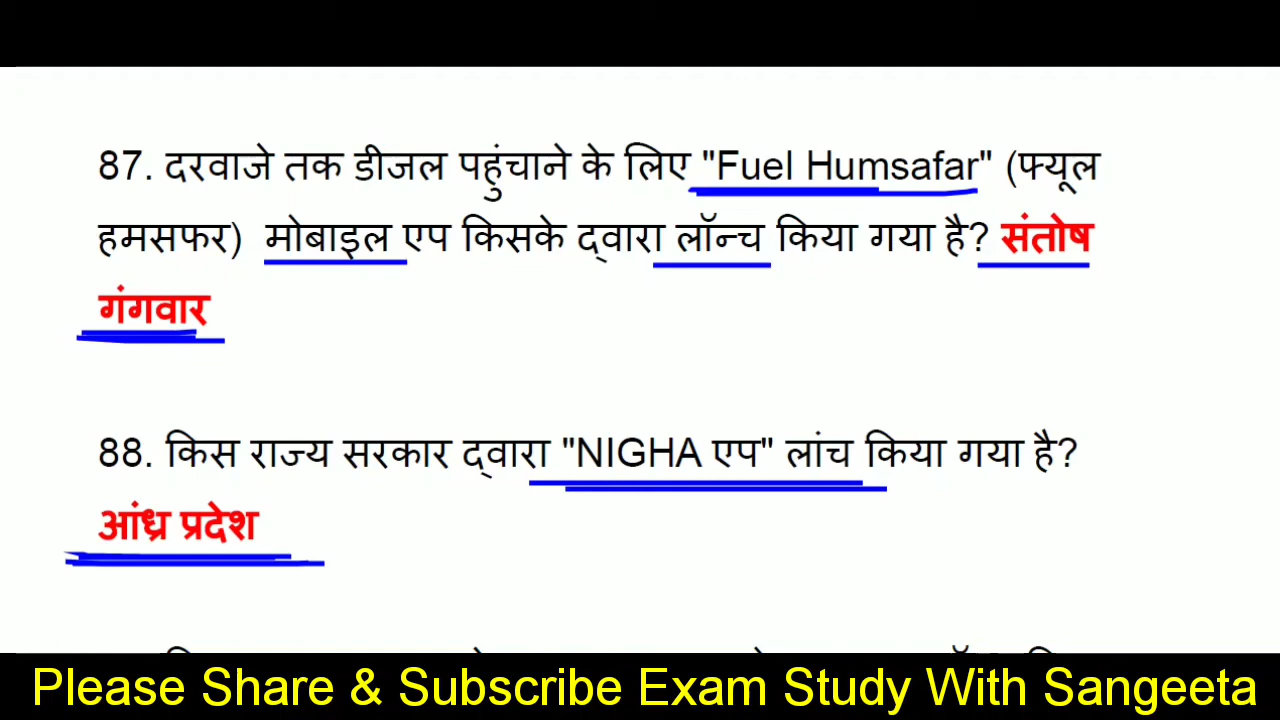 87. दरवाजे तक डीजल पहुंचाने के लिए "Fuel Humsafar" (फ्यूल
हमसफर) मोबाइल एप किसके द्वारा लॉन्च किया गया है? संतोष
गंगवार
88. किस राज्य सरकार द्वारा "NIGHA एप" लांच किया गया है?
आंध्र प्रदेश
Please Share & Subscribe Exam Study With Sangeeta